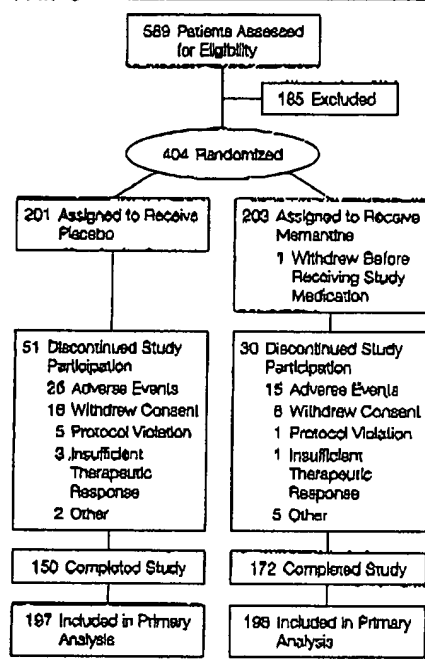 589 Patients Assessed
for Eligibility
185 Excluded
404 Randomized
201 Assigned to Receive
Placebo
203 Assigned to Receive
Memantine
1 Withdrew Before
Receiving Study
Medication
51 Discontinued Study
Participation
25 Adverse Events
16 Withdrew Consent
5 Protocol Violation
3 Insufficient
Therapeutic
Response
2 Other
30 Discontinued Study
Participation
15 Adverse Events
8 Withdrew Consent
1 Protocol Violation
1 Insufficient
Therapeutic
Response
5 Other
150 Completed Study
172 Completed Study
197 Included in Primary
Analysis
198 Included in Primary
Analysis